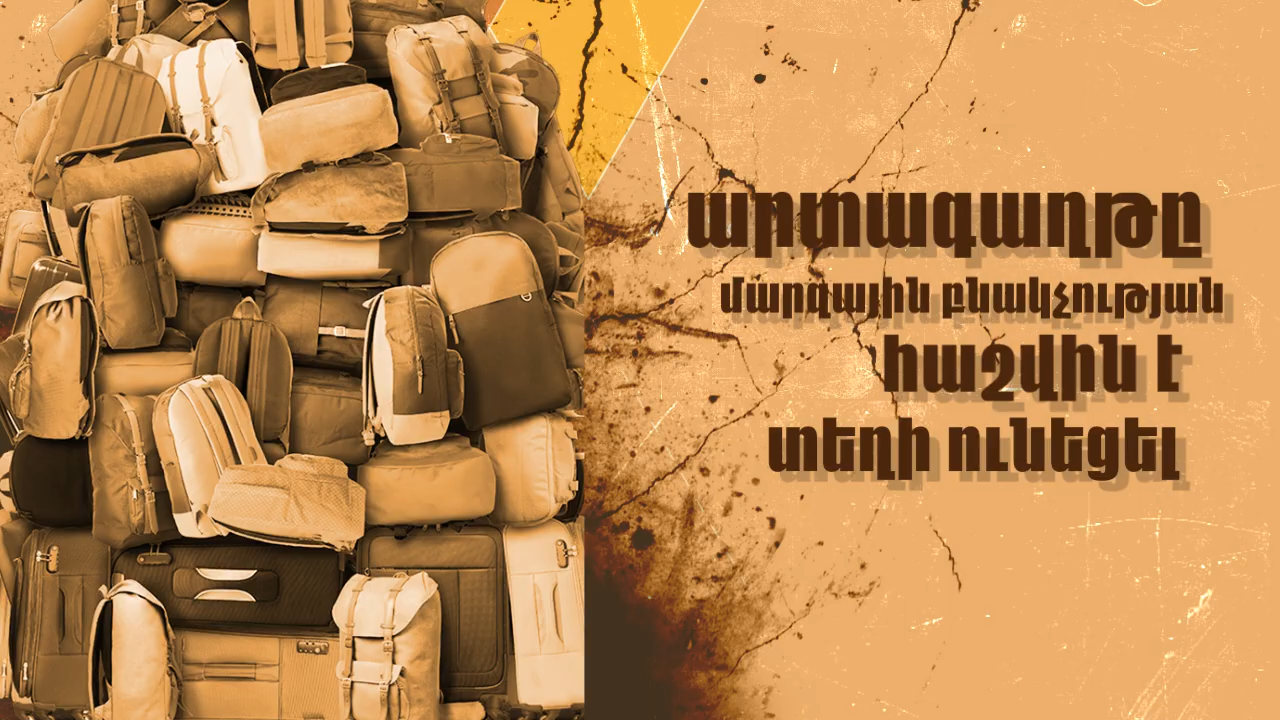 արտագաղթը
մարզային բնակչության
հաշվին է
տեղի ունեցել